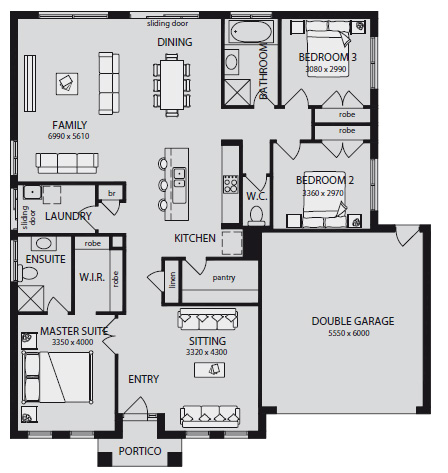 sliding door
DINING
BATHROOM
BEDROOM 3
3080 x 2990
robe
robe
FAMILY
6990 x 5610
BEDROOM 2
3360 x 2970
br
W.C.
sliding
door
LAUNDRY
KITCHEN
robe
ENSUITE
W.I.R.
robe
linen
pantry
MASTER SUITE
3350 x 4000
SITTING
3320 x 4300
DOUBLE GARAGE
5550 x 6000
ENTRY
PORTICO